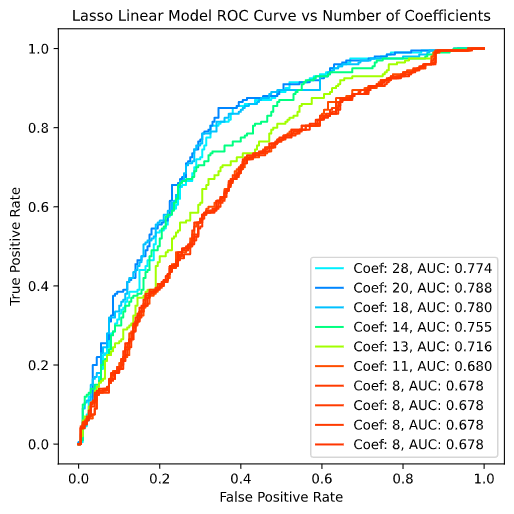 Lasso Linear Model ROC Curve vs Number of Coefficients
1.0
0.8
0.6
0.4
0.2
0.0
True Positive Rate
Coef: 28, AUC: 0.774
Coef: 20, AUC: 0.788
Coef: 18, AUC: 0.780
Coef: 14, AUC: 0.755
Coef: 13, AUC: 0.716
Coef: 11, AUC: 0.680
Coef: 8, AUC: 0.678
Coef: 8, AUC: 0.678
Coef: 8, AUC: 0.678
Coef: 8, AUC: 0.678
0.0 0.2 0.4 0.6 0.8 1.0
False Positive Rate